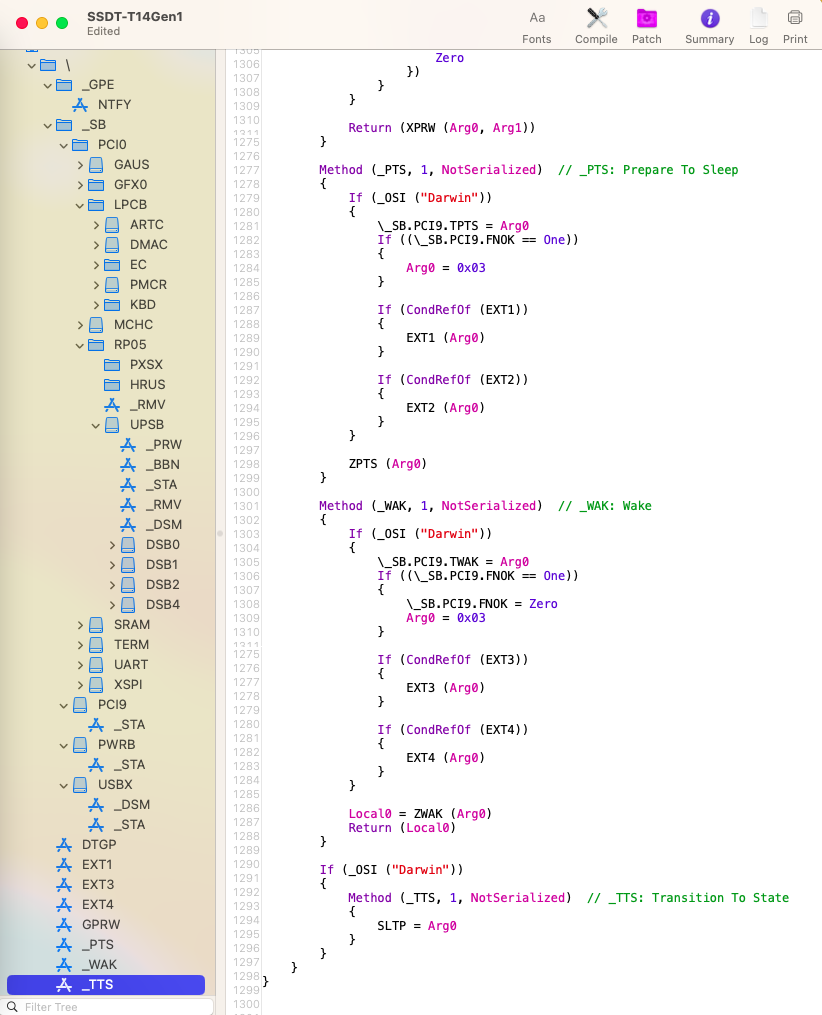 SSDT-T14Gen1
Edited
Aa
Fonts
Compile
Patch
Summary
Log
Print
\
_GPE
NTFY
_SB
PCI0
GAUS
GFX0
LPCB
ARTC
DMAC
EC
PMCR
KBD
MCHC
RP05
PXSX
HRUS
_RMV
UPSB
_PRW
_BBN
_STA
_RMV
_DSM
DSB0
DSB1
DSB2
DSB4
SRAM
TERM
UART
XSPI
PCI9
_STA
PWRB
_STA
USBX
_DSM
_STA
DTGP
EXT1
EXT3
EXT4
GPRW
_PTS
_WAK
_TTS
Filter Tree
1305
1306 Zero
1307 })
1308 }
1309 }
1310
1311 Return (XPRW (Arg0, Arg1))
1275 }
1276
1277 Method (_PTS, 1, NotSerialized)  // _PTS: Prepare To Sleep
1278 {
1279 If (_OSI ("Darwin"))
1280 {
1281 \_SB.PCI9.TPTS = Arg0
1282 If ((\_SB.PCI9.FNOK == One))
1283 {
1284 Arg0 = 0x03
1285 }
1286
1287 If (CondRefOf (EXT1))
1288 {
1289 EXT1 (Arg0)
1290 }
1291
1292 If (CondRefOf (EXT2))
1293 {
1294 EXT2 (Arg0)
1295 }
1296 }
1297
1298 ZPTS (Arg0)
1299 }
1300
1301 Method (_WAK, 1, NotSerialized)  // _WAK: Wake
1302 {
1303 If (_OSI ("Darwin"))
1304 {
1305 \_SB.PCI9.TWAK = Arg0
1306 If ((\_SB.PCI9.FNOK == One))
1307 {
1308 \_SB.PCI9.FNOK = Zero
1309 Arg0 = 0x03
1310 }
1311
1275 If (CondRefOf (EXT3))
1276 {
1277 EXT3 (Arg0)
1278 }
1279
1280 If (CondRefOf (EXT4))
1281 {
1282 EXT4 (Arg0)
1283 }
1284 }
1285
1286 Local0 = ZWAK (Arg0)
1287 Return (Local0)
1288 }
1289
1290 If (_OSI ("Darwin"))
1291 {
1292 Method (_TTS, 1, NotSerialized)  // _TTS: Transition To State
1293 {
1294 SLTP = Arg0
1295 }
1296 }
1297 }
1298 }
1299
1300